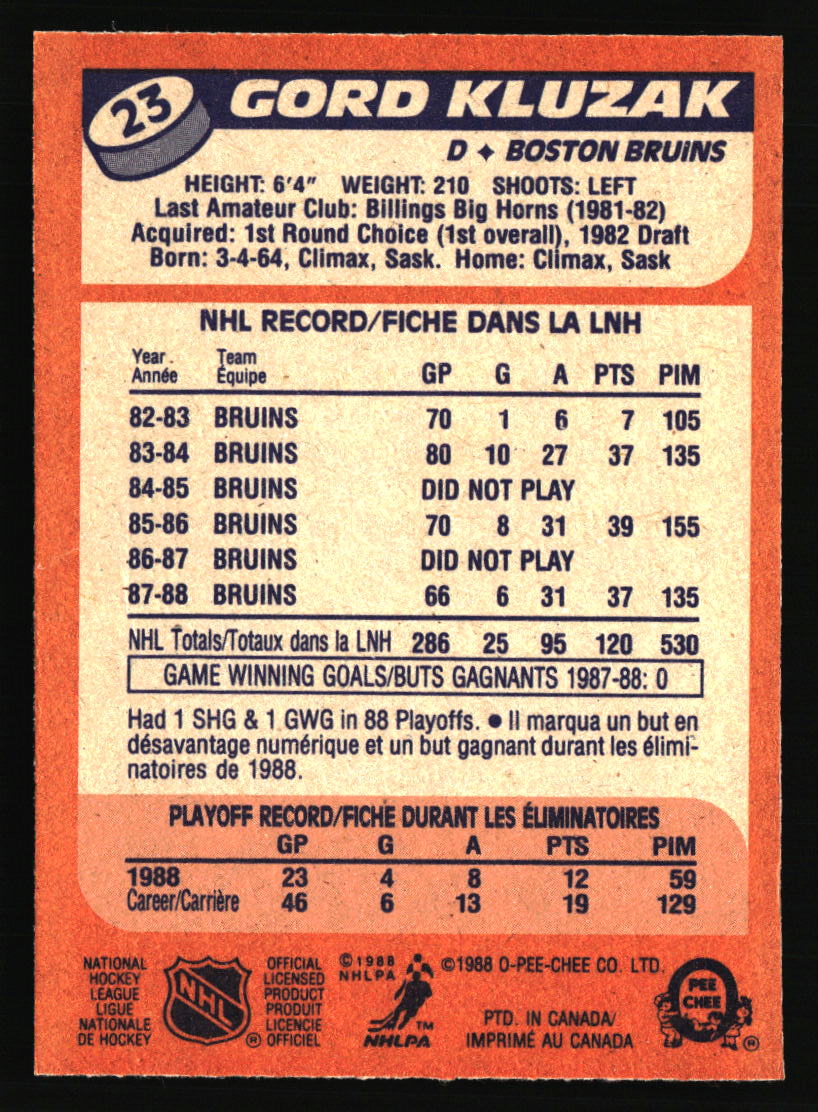 23
GORD KLUZAK
D ✦ BOSTON BRUINS
HEIGHT: 6'4" WEIGHT: 210 SHOOTS: LEFT
Last Amateur Club: Billings Big Horns (1981-82)
Acquired: 1st Round Choice (1st overall), 1982 Draft
Born: 3-4-64, Climax, Sask. Home: Climax, Sask
NHL RECORD/FICHE DANS LA LNH
Year Team
Année Équipe GP G A PTS PIM
82-83 BRUINS 70 1 6 7 105
83-84 BRUINS 80 10 27 37 135
84-85 BRUINS DID NOT PLAY
85-86 BRUINS 70 8 31 39 155
86-87 BRUINS DID NOT PLAY
87-88 BRUINS 66 6 31 37 135
NHL Totals/Totaux dans la LNH 286 25 95 120 530
GAME WINNING GOALS/BUTS GAGNANTS 1987-88: 0
Had 1 SHG & 1 GWG in 88 Playoffs. ● Il marqua un but en
désavantage numérique et un but gagnant durant les élimi-
natoires de 1988.
PLAYOFF RECORD/FICHE DURANT LES ÉLIMINATOIRES
GP G A PTS PIM
1988 23 4 8 12 59
Career/Carrière 46 6 13 19 129
NATIONAL
HOCKEY
LEAGUE
LIGUE
NATIONALE
DE HOCKEY
NHL
®
OFFICIAL
LICENSED
PRODUCT
PRODUIT
LICENCIE
OFFICIEL
©1988
NHLPA
TM
NHLPA
©1988 O-PEE-CHEE CO. LTD.
PTD. IN CANADA/
IMPRIMÉ AU CANADA
PEE
CHEE
®